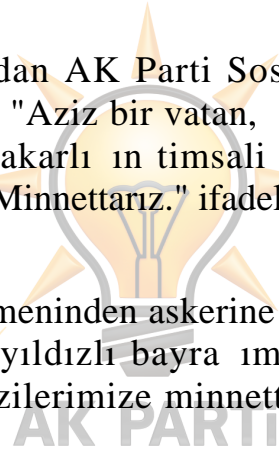 dan AK Parti Sos
"Aziz bir vatan,
akarlı ın timsali
Minnettarız." ifadel
meninden askerine
yıldızlı bayra ım
zilerimize minnett
AK PARTİ